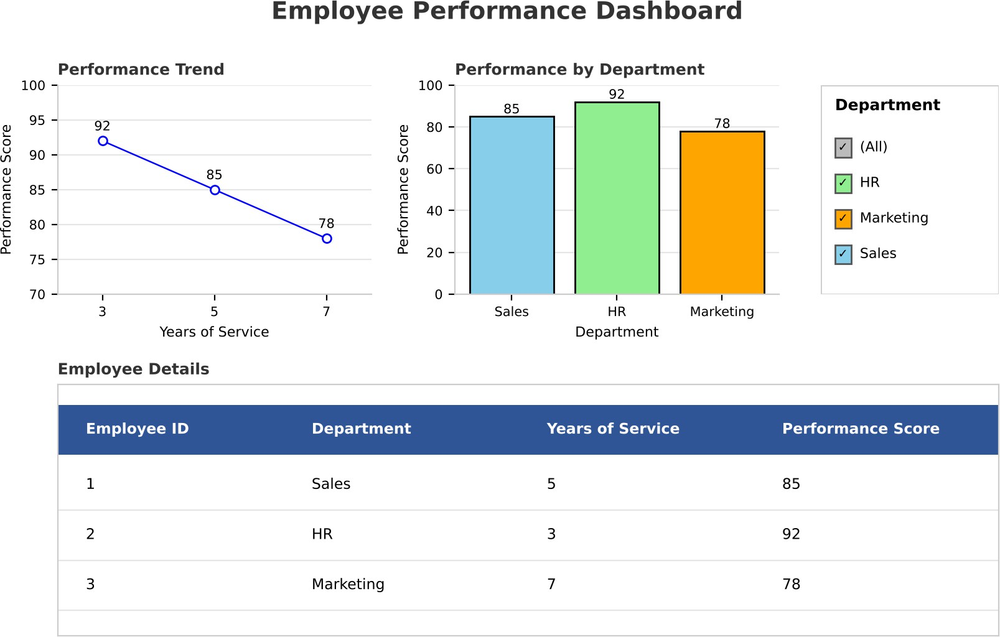 Employee Performance Dashboard
Performance Trend
Performance Score
100
95
90
85
80
75
70
92
85
78
3
5
7
Years of Service
Performance by Department
Performance Score
100
80
60
40
20
0
85
92
78
Sales
HR
Marketing
Department
Department
✓ (All)
✓ HR
✓ Marketing
✓ Sales
Employee Details
Employee ID Department Years of Service Performance Score
1 Sales 5 85
2 HR 3 92
3 Marketing 7 78